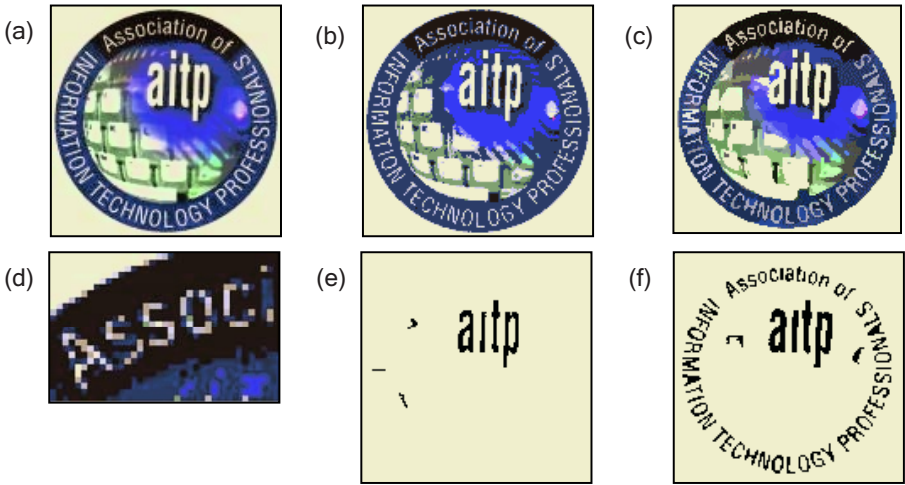 (a)
Association of
aitp
INFORMATION TECHNOLOGY PROFESSIONALS
(b)
Association of
aitp
INFORMATION TECHNOLOGY PROFESSIONALS
(c)
Association of
aitp
INFORMATION TECHNOLOGY PROFESSIONALS
(d)
Associ
(e)
aitp
(f)
Association of
aitp
INFORMATION TECHNOLOGY PROFESSIONALS